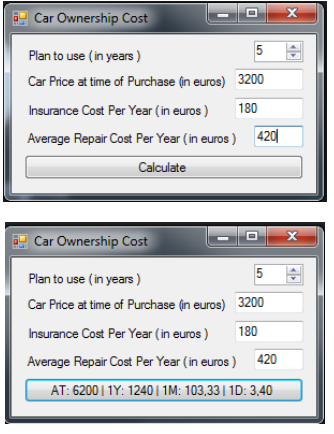 Car Ownership Cost
Plan to use ( in years ) 5
Car Price at time of Purchase (in euros) 3200
Insurance Cost Per Year ( in euros ) 180
Average Repair Cost Per Year ( in euros ) 420
Calculate
Car Ownership Cost
Plan to use ( in years ) 5
Car Price at time of Purchase (in euros) 3200
Insurance Cost Per Year ( in euros ) 180
Average Repair Cost Per Year ( in euros ) 420
AT: 6200 | 1Y: 1240 | 1M: 103,33 | 1D: 3,40